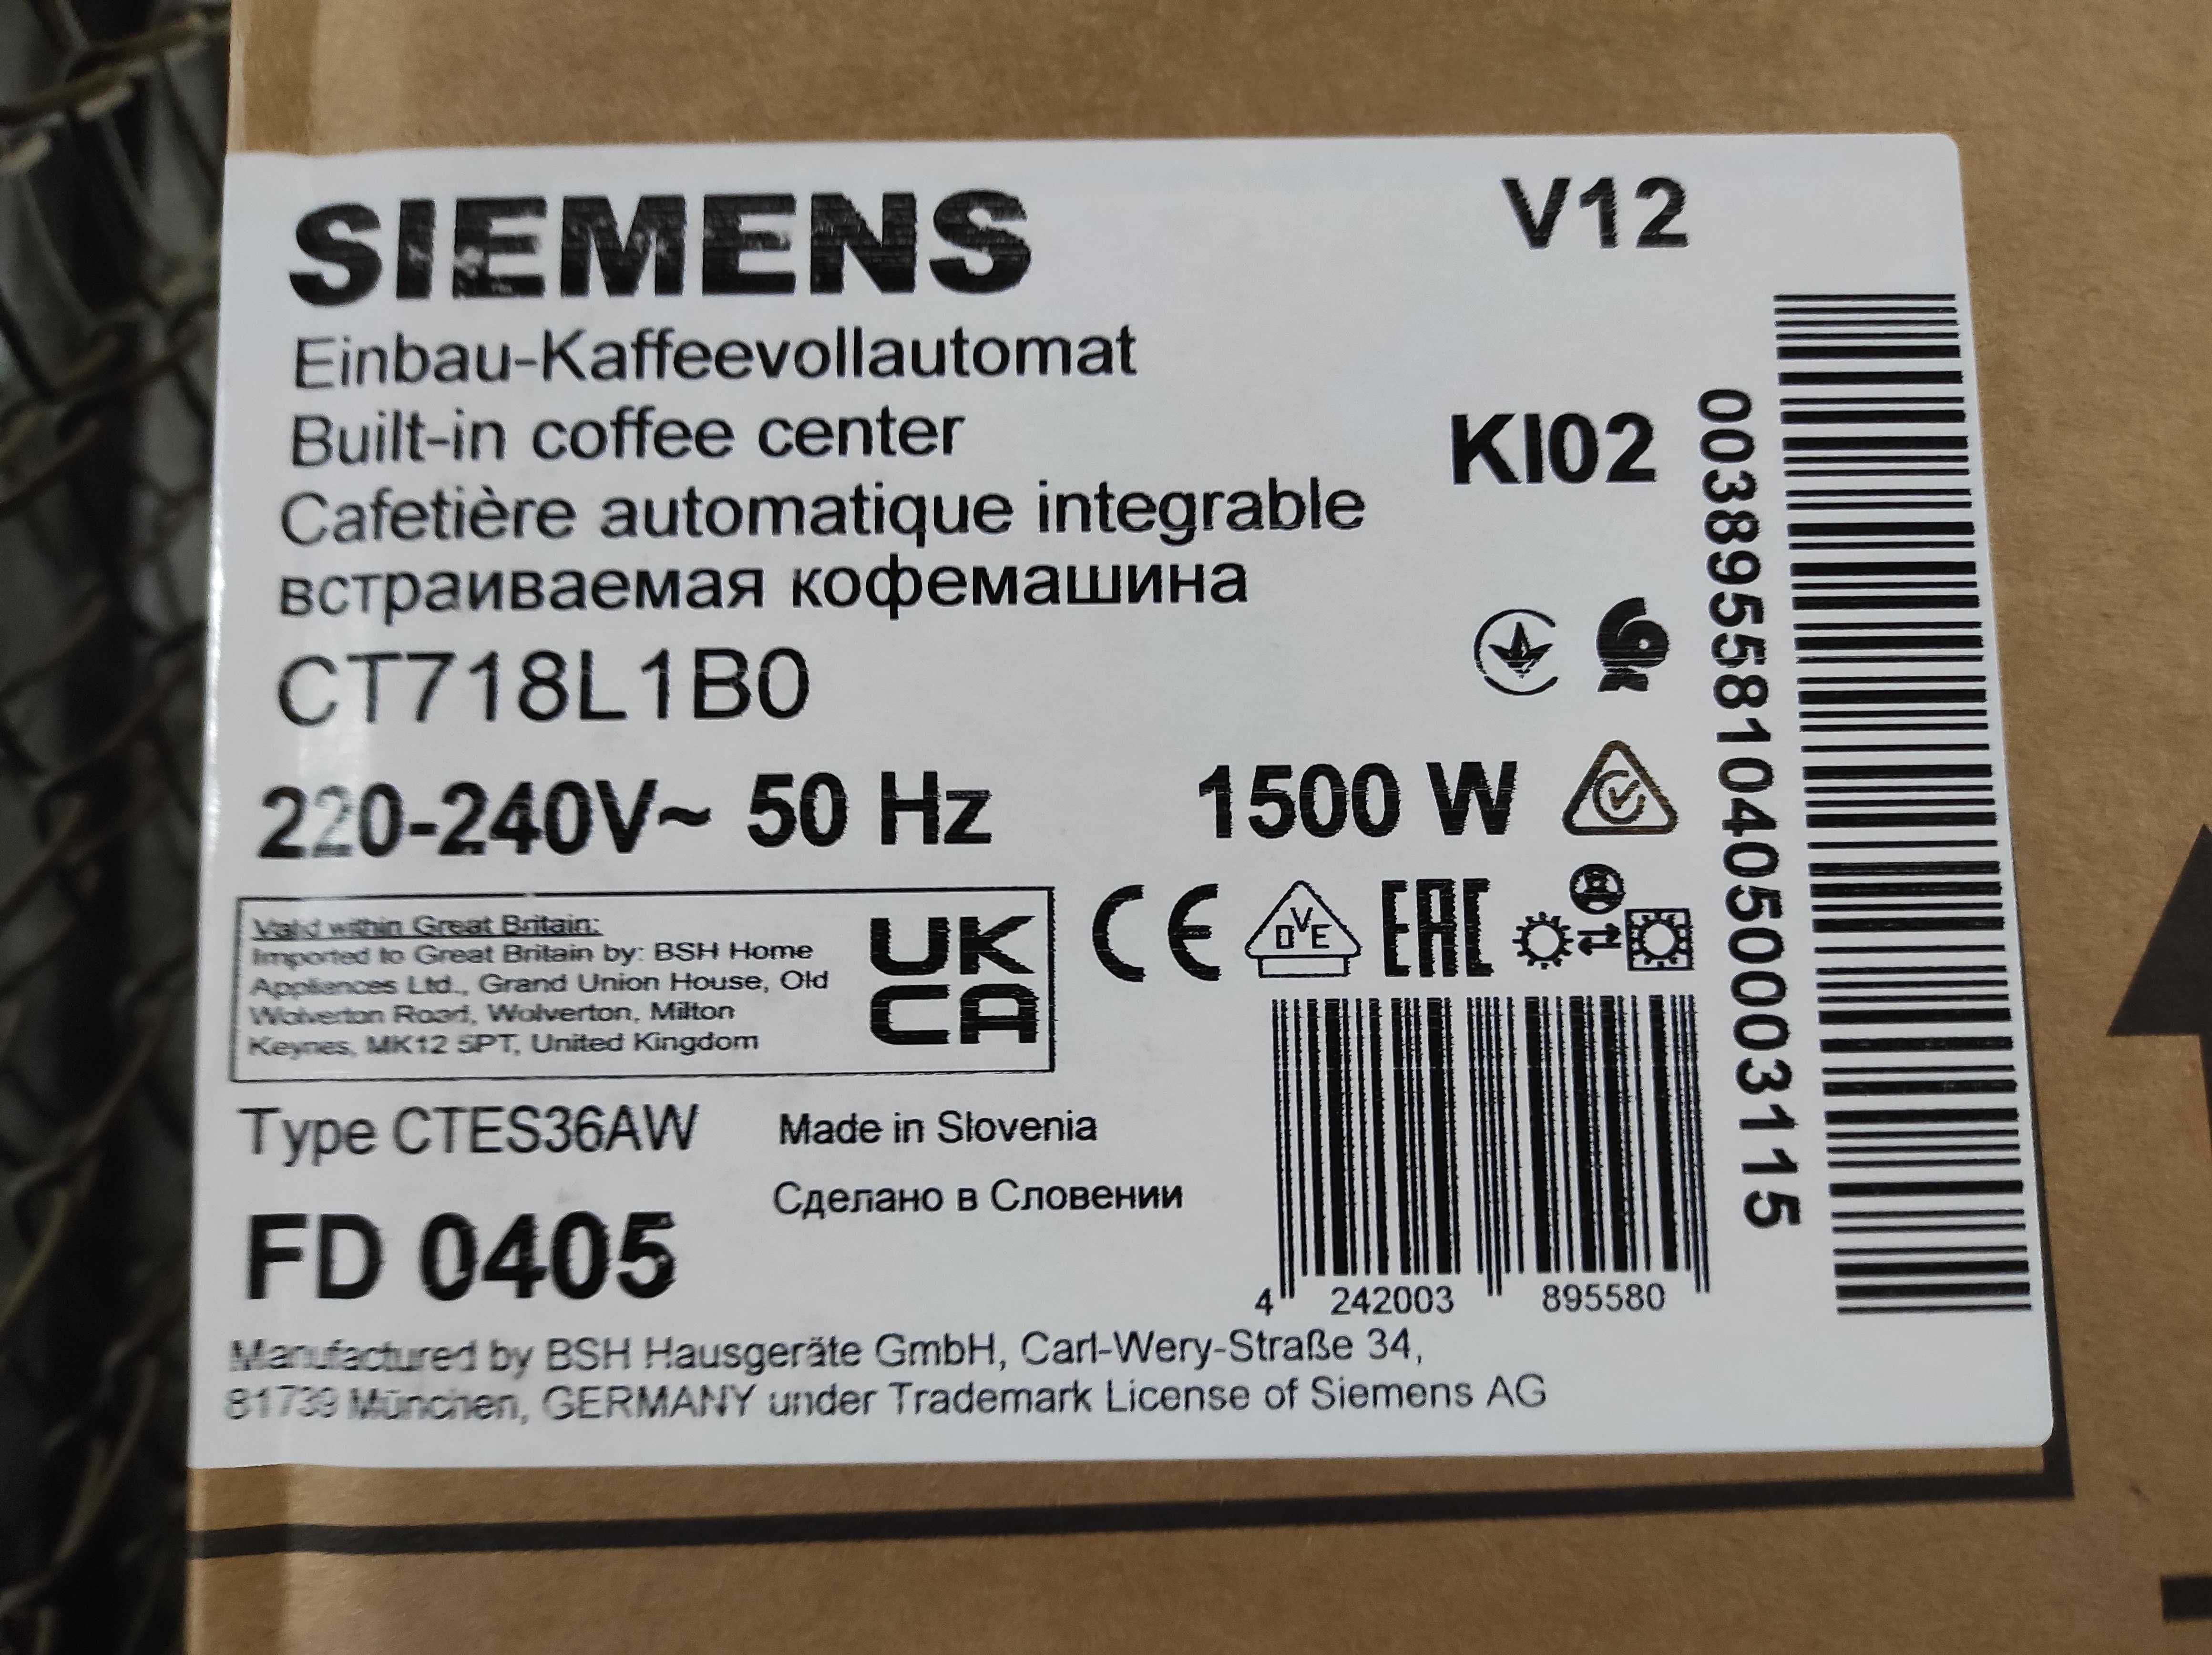 SIEMENS
V12
Einbau-Kaffeevollautomat
Built-in coffee center
KI02
Cafetière automatique integrable
встраиваемая кофемашина
CT718L1B0
220-240V~ 50 Hz
1500 W
Valid within Great Britain:
Imported to Great Britain by: BSH Home
Appliances Ltd., Grand Union House, Old
Wolverton Road, Wolverton, Milton
Keynes, MK12 5PT, United Kingdom
UK
CA
CE
DVE
EAC
Type CTES36AW
Made in Slovenia
Сделано в Словении
FD 0405
4 242003 895580
003895581040500031​15
Manufactured by BSH Hausgeräte GmbH, Carl-Wery-Straße 34,
81739 München, GERMANY under Trademark License of Siemens AG